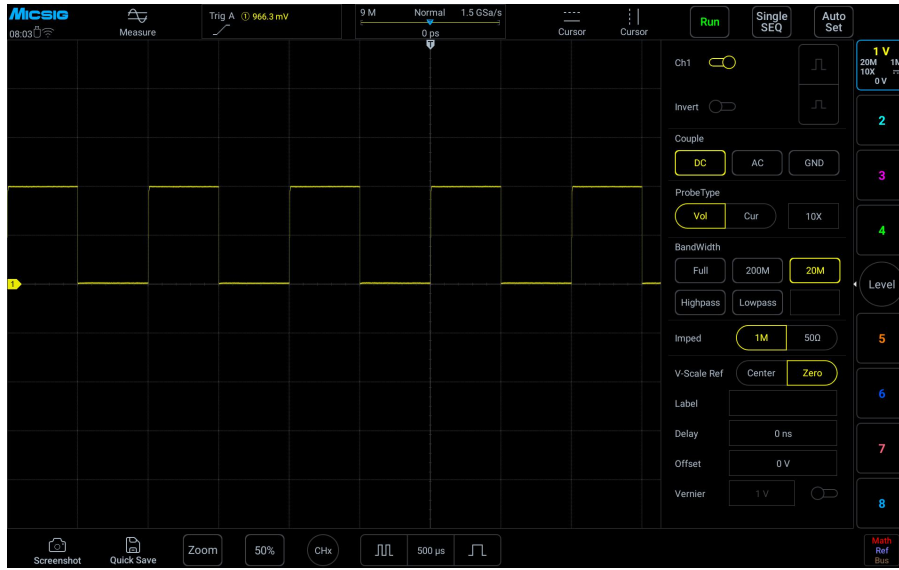 MICSIG
08:03
Measure
Trig A ① 966.3 mV
9 M Normal 1.5 GSa/s
0 ps
Cursor
Cursor
Run
Single
SEQ
Auto
Set
T
1
Ch1
Invert
Couple
DC AC GND
ProbeType
Vol Cur 10X
BandWidth
Full 200M 20M
Highpass Lowpass
Imped 1M 50Ω
V-Scale Ref Center Zero
Label
Delay 0 ns
Offset 0 V
Vernier 1 V
1 V
20M 1M
10X
0 V
2
3
4
Level
5
6
7
8
Screenshot
Quick Save
Zoom
50%
CHx
500 μs
Math
Ref
Bus